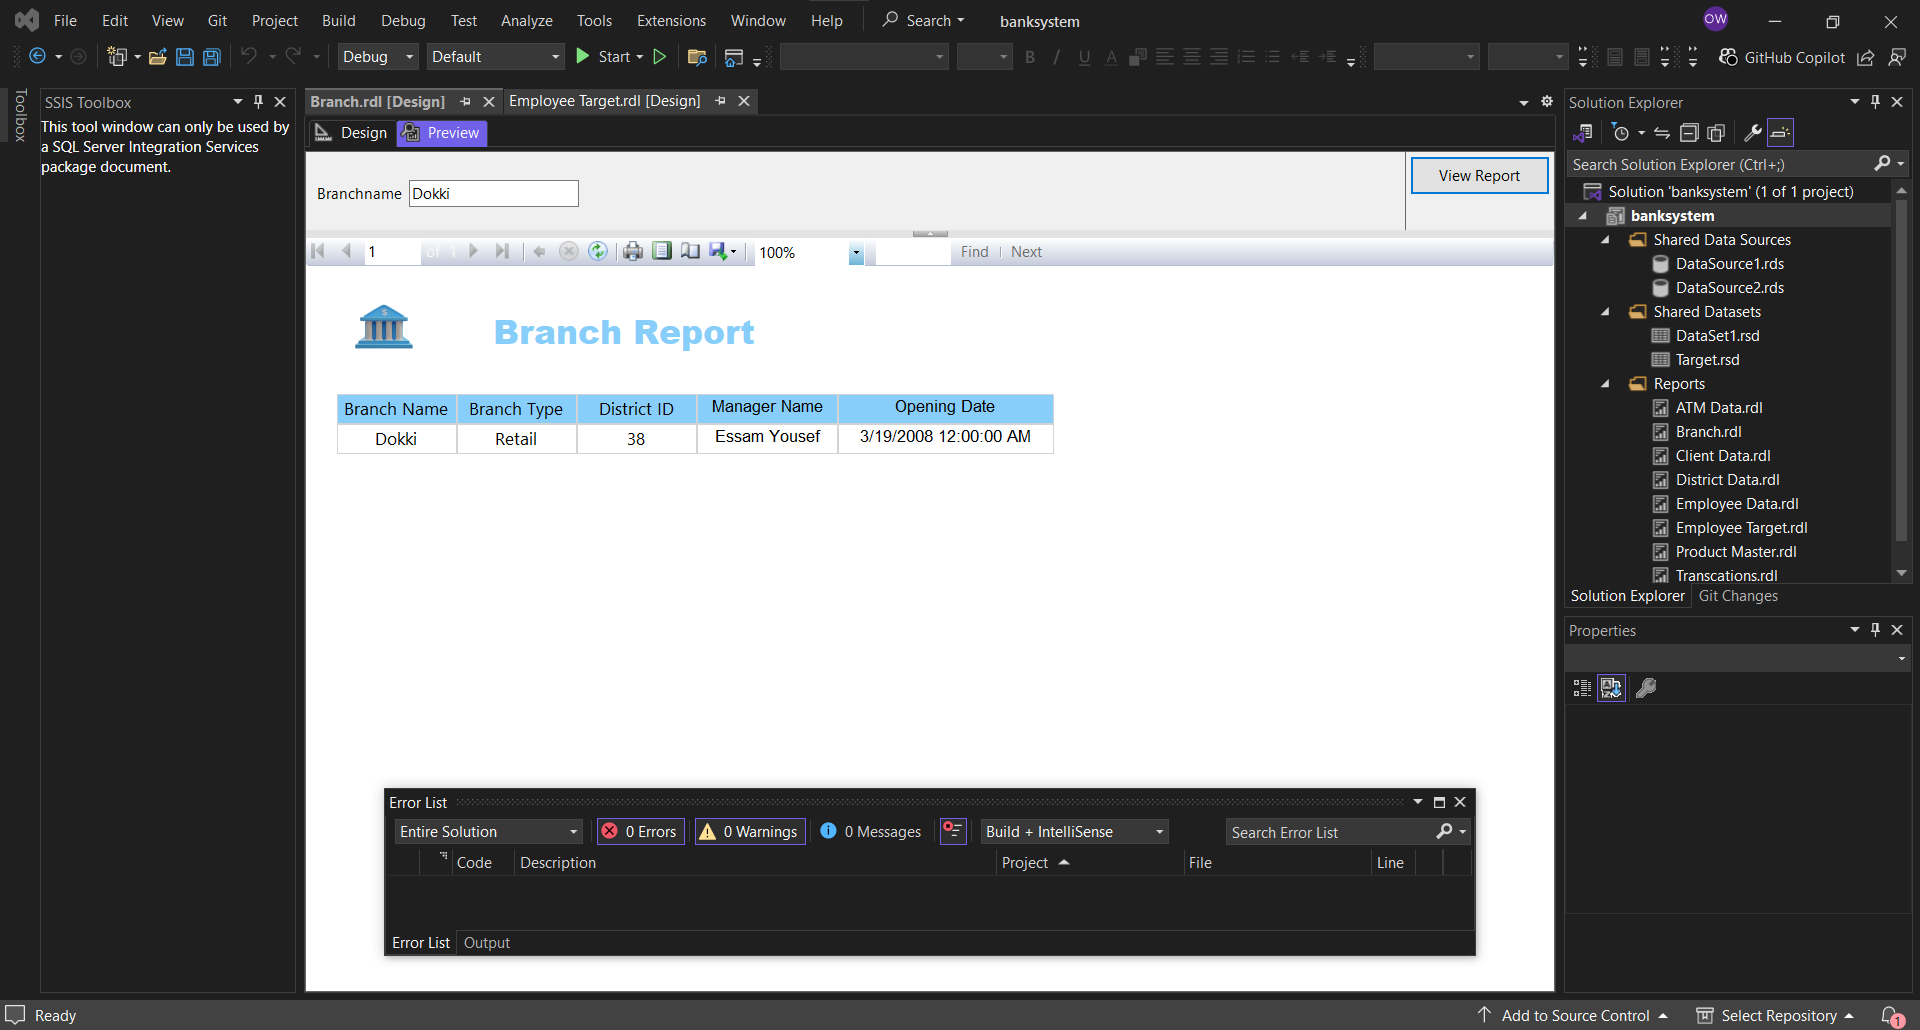 File Edit View Git Project Build Debug Test Analyze Tools Extensions Window Help Search banksystem OW
Debug Default Start GitHub Copilot
Toolbox
SSIS Toolbox
This tool window can only be used by
a SQL Server Integration Services
package document.
Branch.rdl [Design] Employee Target.rdl [Design]
Design Preview
Branchname Dokki View Report
1 of 1 100% Find Next
Branch Report
Branch Name Branch Type District ID Manager Name Opening Date
Dokki Retail 38 Essam Yousef 3/19/2008 12:00:00 AM
Error List
Entire Solution 0 Errors 0 Warnings 0 Messages Build + IntelliSense Search Error List
Code Description Project File Line
Error List Output
Solution Explorer
Search Solution Explorer (Ctrl+;)
Solution 'banksystem' (1 of 1 project)
banksystem
Shared Data Sources
DataSource1.rds
DataSource2.rds
Shared Datasets
DataSet1.rsd
Target.rsd
Reports
ATM Data.rdl
Branch.rdl
Client Data.rdl
District Data.rdl
Employee Data.rdl
Employee Target.rdl
Product Master.rdl
Transcations.rdl
Solution Explorer Git Changes
Properties
Ready Add to Source Control Select Repository 1